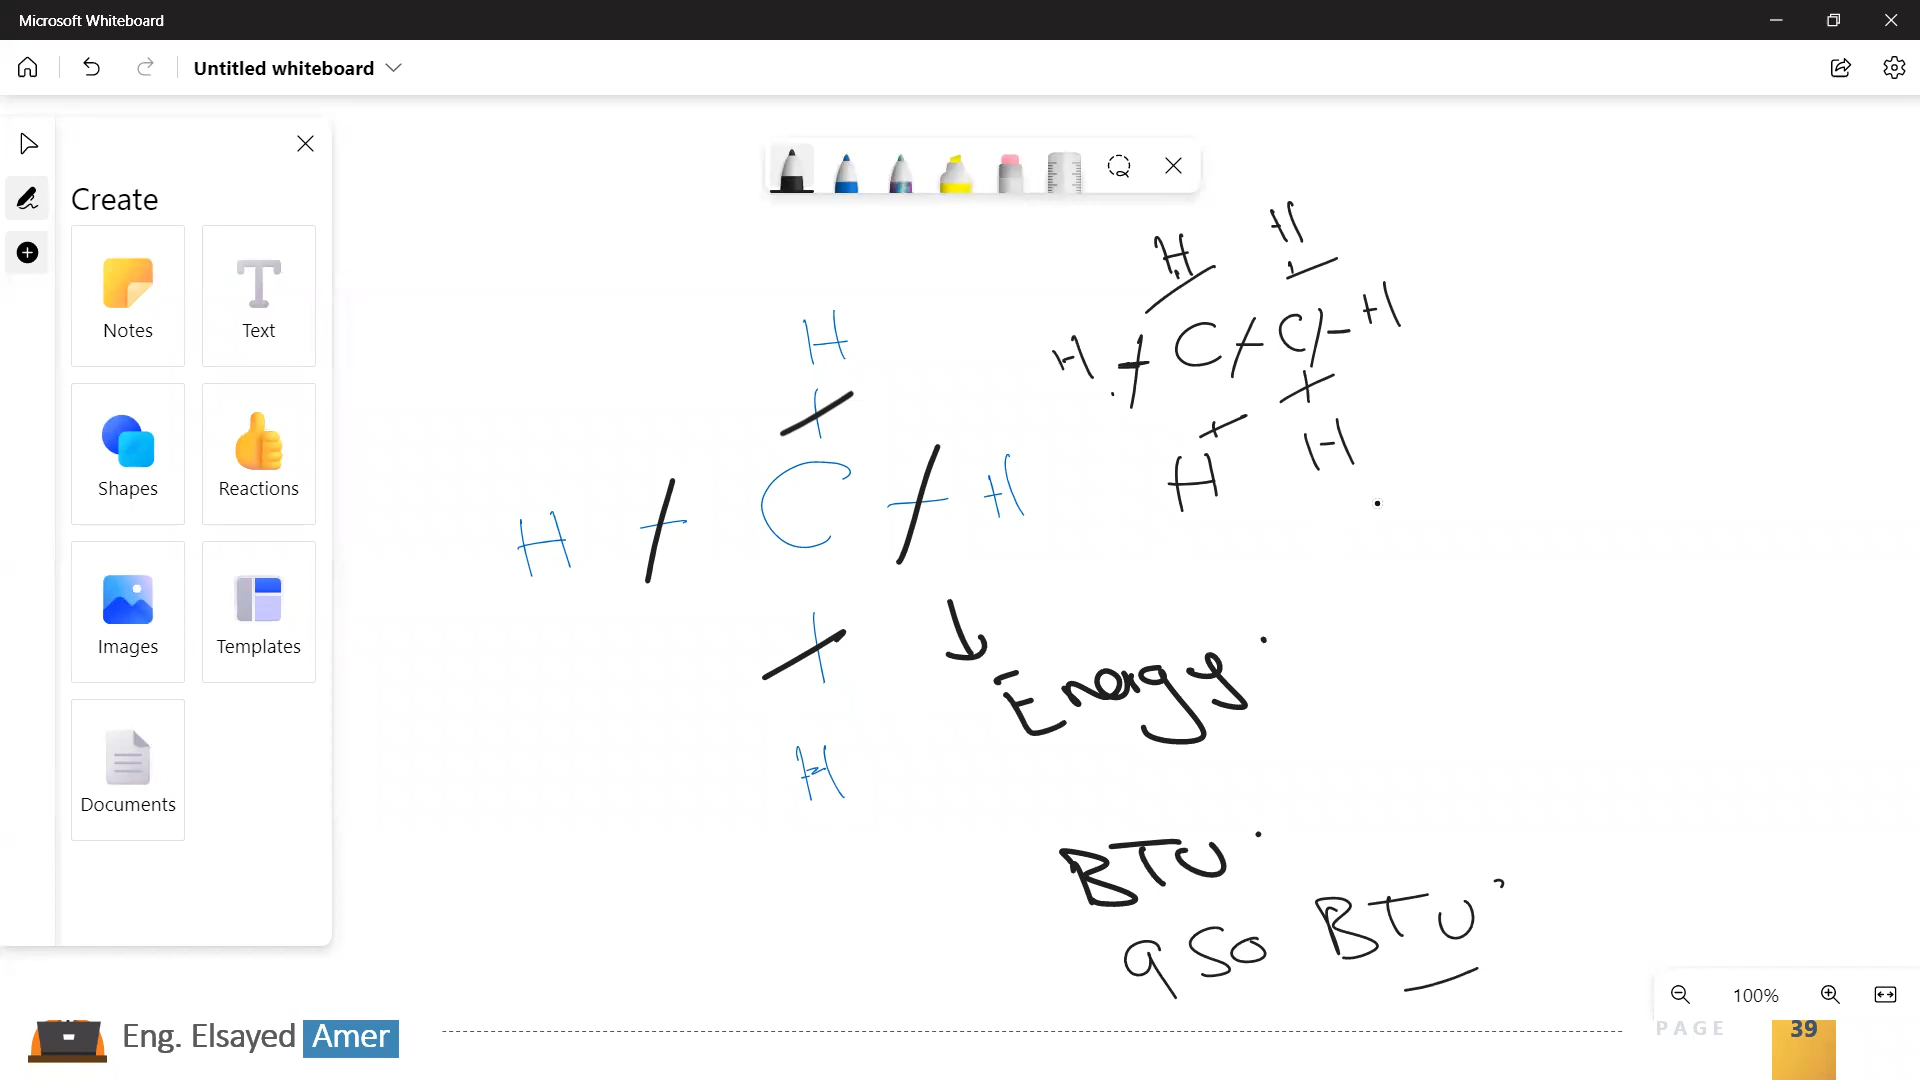 Microsoft Whiteboard
Untitled whiteboard
Create
Notes
Text
Shapes
Reactions
Images
Templates
Documents
H
H C H
H
H H
H C C H
H H
Energy
BTU
950 BTU
100%
Eng. Elsayed Amer
PAGE
39